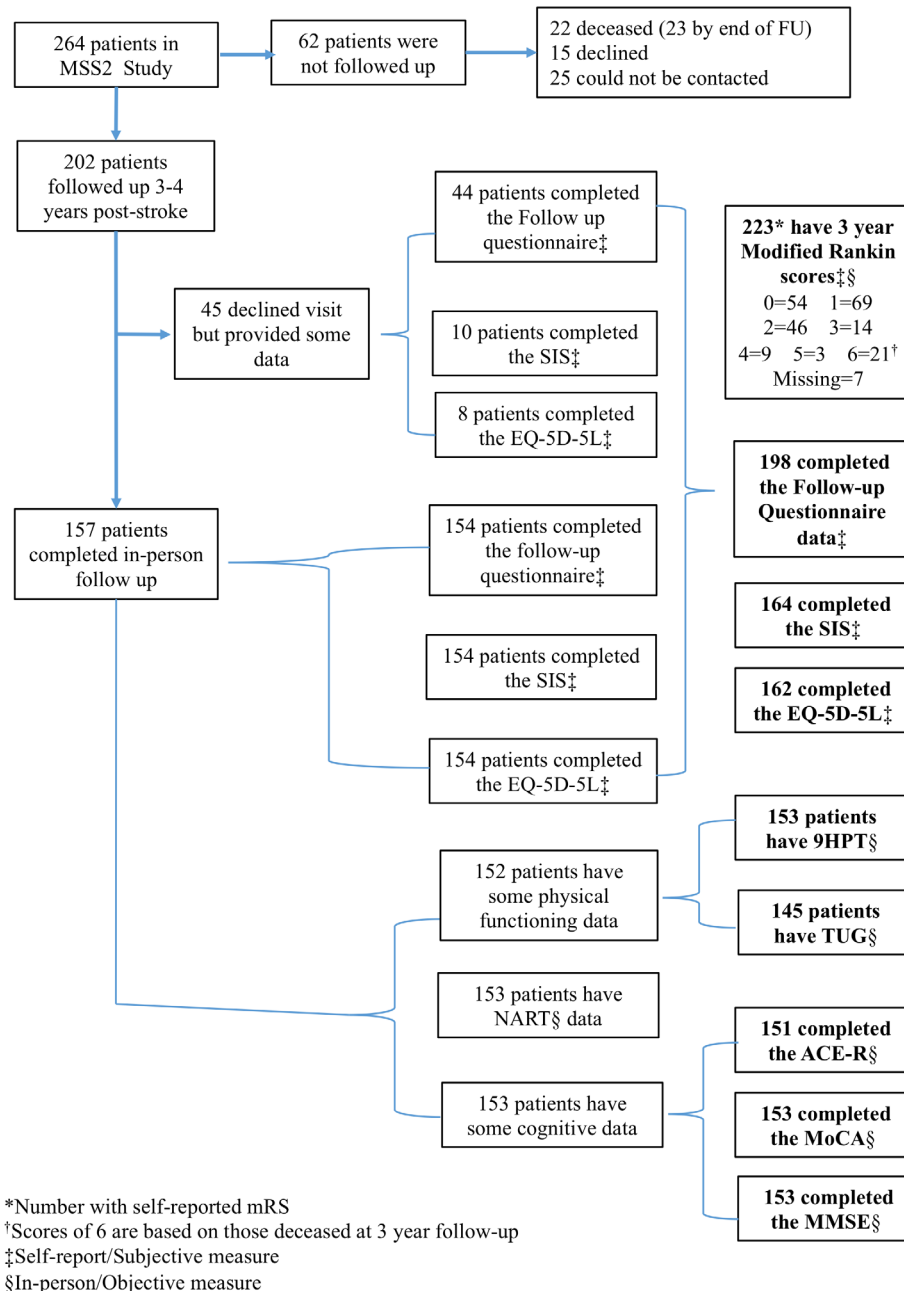 264 patients in
MSS2 Study
62 patients were
not followed up
22 deceased (23 by end of FU)
15 declined
25 could not be contacted
202 patients
followed up 3-4
years post-stroke
44 patients completed
the Follow up
questionnaire‡
223* have 3 year
Modified Rankin
scores‡§
0=54 1=69
2=46 3=14
4=9 5=3 6=21†
Missing=7
45 declined visit
but provided some
data
10 patients completed
the SIS‡
8 patients completed
the EQ-5D-5L‡
198 completed
the Follow-up
Questionnaire
data‡
157 patients
completed in-person
follow up
154 patients completed
the follow-up
questionnaire‡
164 completed
the SIS‡
154 patients completed
the SIS‡
162 completed
the EQ-5D-5L‡
154 patients completed
the EQ-5D-5L‡
153 patients
have 9HPT§
152 patients have
some physical
functioning data
145 patients
have TUG§
153 patients have
NART§ data
151 completed
the ACE-R§
153 patients have
some cognitive data
153 completed
the MoCA§
153 completed
the MMSE§
*Number with self-reported mRS
†Scores of 6 are based on those deceased at 3 year follow-up
‡Self-report/Subjective measure
§In-person/Objective measure